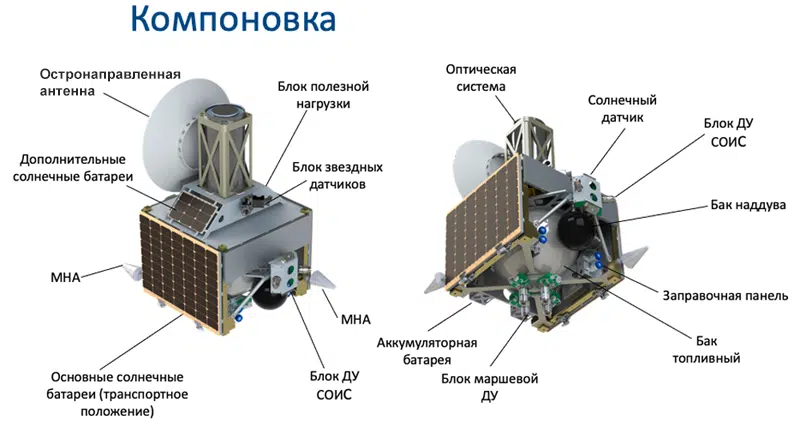 Компоновка
Остронаправленная
антенна
Блок полезной
нагрузки
Дополнительные
солнечные батареи
Блок звездных
датчиков
МНА
МНА
Основные солнечные
батареи (транспортное
положение)
Блок ДУ
СОИС
Оптическая
система
Солнечный
датчик
Блок ДУ
СОИС
Бак наддува
Заправочная панель
Аккумуляторная
батарея
Бак
топливный
Блок маршевой
ДУ